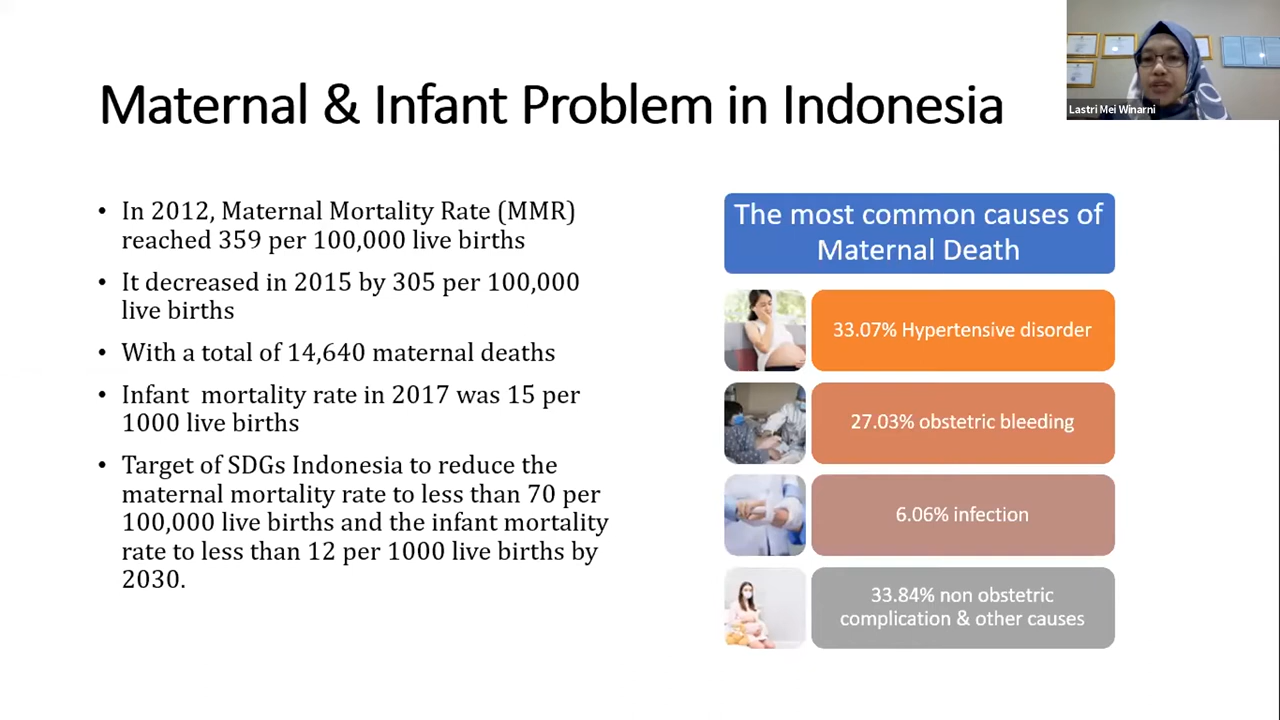 Maternal & Infant Problem in Indonesia
Lastri Mei Winarni
• In 2012, Maternal Mortality Rate (MMR)
reached 359 per 100,000 live births
• It decreased in 2015 by 305 per 100,000
live births
• With a total of 14,640 maternal deaths
• Infant  mortality rate in 2017 was 15 per
1000 live births
• Target of SDGs Indonesia to reduce the
maternal mortality rate to less than 70 per
100,000 live births and the infant mortality
rate to less than 12 per 1000 live births by
2030.
The most common causes of
Maternal Death
33.07% Hypertensive disorder
27.03% obstetric bleeding
6.06% infection
33.84% non obstetric
complication & other causes